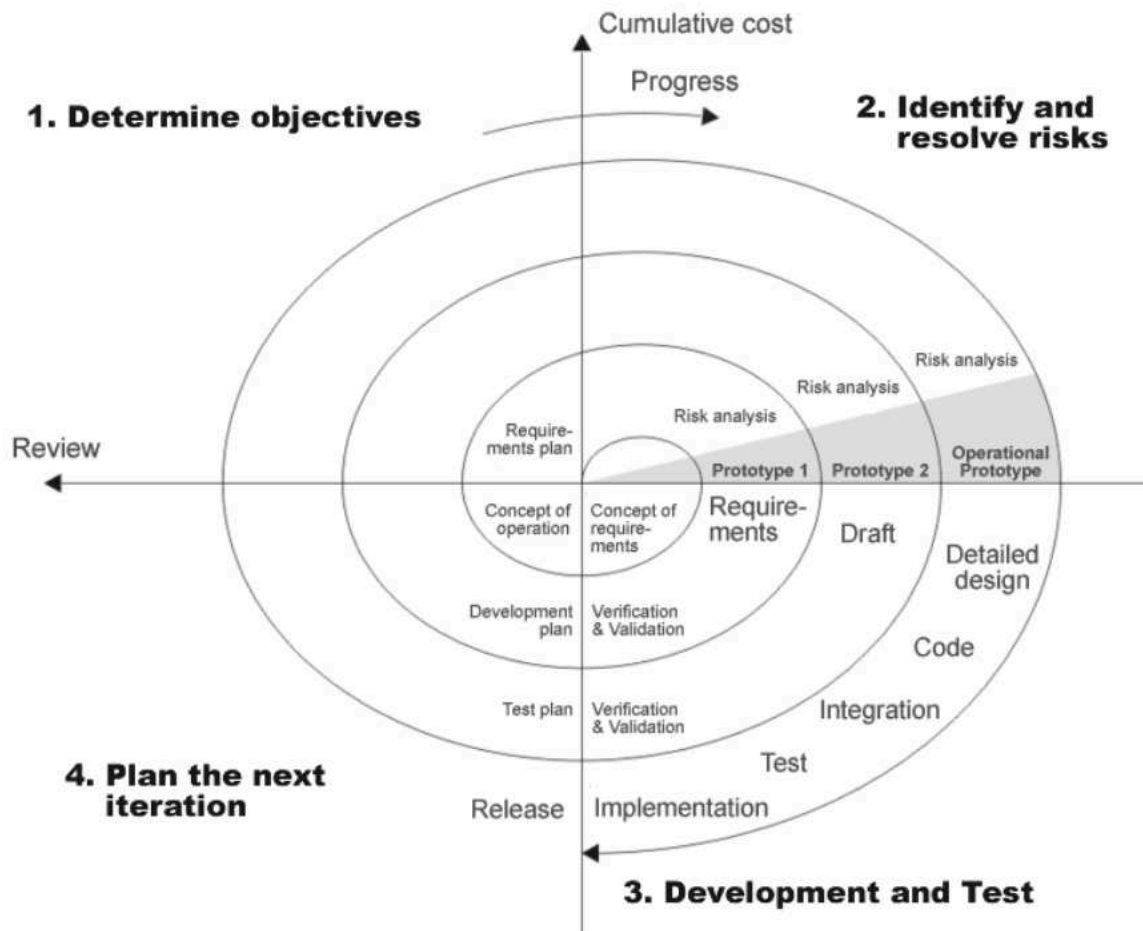 Cumulative cost
Progress
1. Determine objectives
2. Identify and
resolve risks
Risk analysis
Risk analysis
Risk analysis
Require-
ments plan
Review
Prototype 1
Prototype 2
Operational
Prototype
Concept of
operation
Concept of
require-
ments
Require-
ments
Draft
Detailed
design
Development
plan
Verification
& Validation
Code
Test plan
Verification
& Validation
Integration
Test
4. Plan the next
iteration
Release
Implementation
3. Development and Test